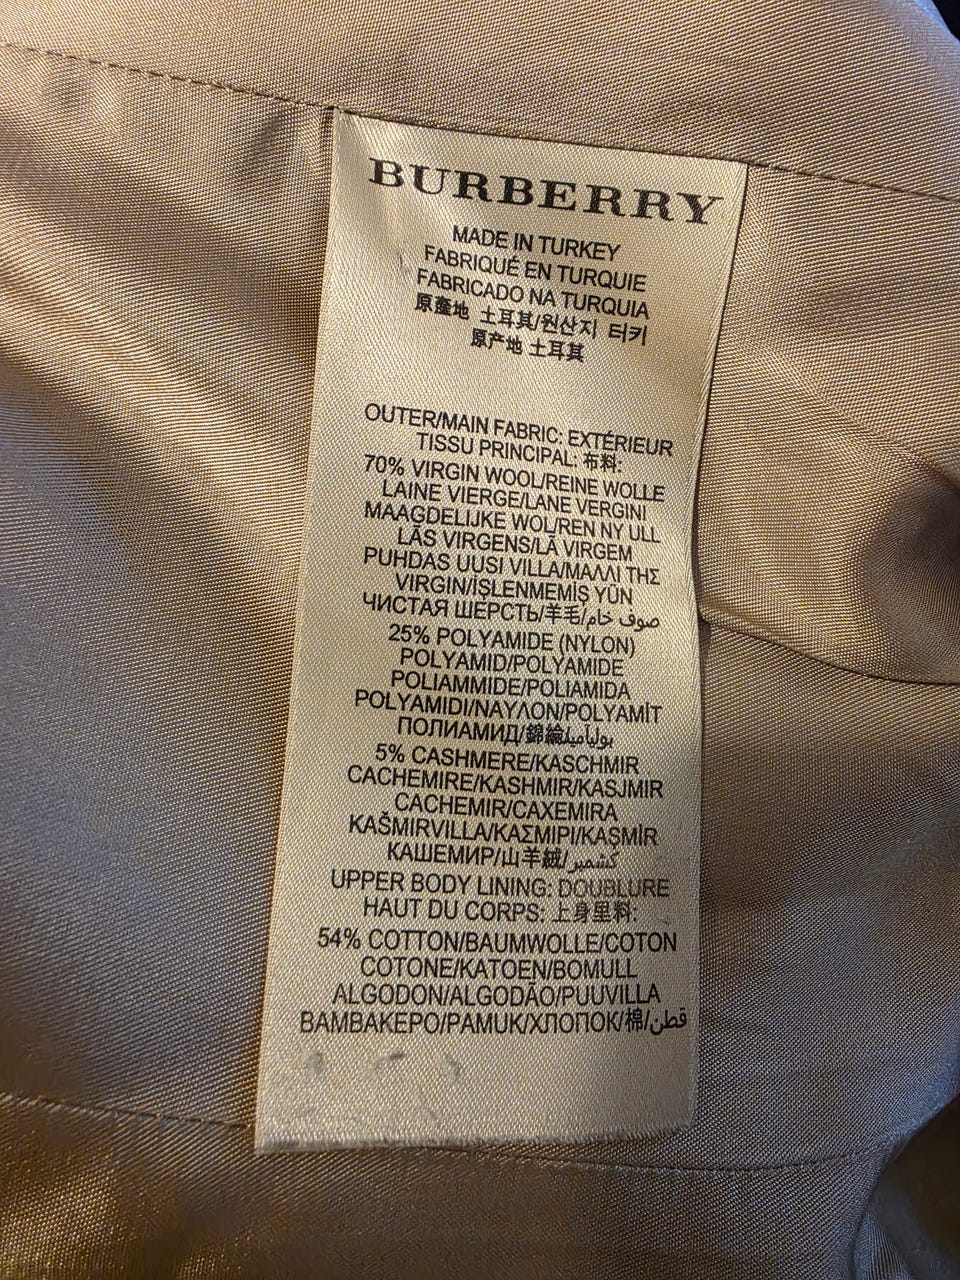 BURBERRY
MADE IN TURKEY
FABRIQUÉ EN TURQUIE
FABRICADO NA TURQUIA
原產地 土耳其/원산지 터키
原产地 土耳其
OUTER/MAIN FABRIC: EXTÉRIEUR
TISSU PRINCIPAL: 布料:
70% VIRGIN WOOL/REINE WOLLE
LAINE VIERGE/LANE VERGINI
MAAGDELIJKE WOL/REN NY ULL
LÃS VIRGENS/LÃ VIRGEM
PUHDAS UUSI VILLA/ΜΑΛΛΙ ΤΗΣ
VIRGIN/İŞLENMEMİŞ YÜN
ЧИСТАЯ ШЕРСТЬ/羊毛/صوف خام
25% POLYAMIDE (NYLON)
POLYAMID/POLYAMIDE
POLIAMMIDE/POLIAMIDA
POLYAMIDI/ΝΑΥΛΟΝ/POLYAMİT
ПОЛИАМИД/錦綸/بولياميد
5% CASHMERE/KASCHMIR
CACHEMIRE/KASHMIR/KASJMIR
CACHEMIR/CAXEMIRA
KAŠMIRVILLA/ΚΑΣΜΙΡΙ/KAŞMİR
КАШЕМИР/山羊絨/كشمير
UPPER BODY LINING: DOUBLURE
HAUT DU CORPS: 上身里料:
54% COTTON/BAUMWOLLE/COTON
COTONE/KATOEN/BOMULL
ALGODON/ALGODÃO/PUUVILLA
ΒΑΜΒΑΚΕΡΟ/PAMUK/ХЛОПОК/棉/قطن